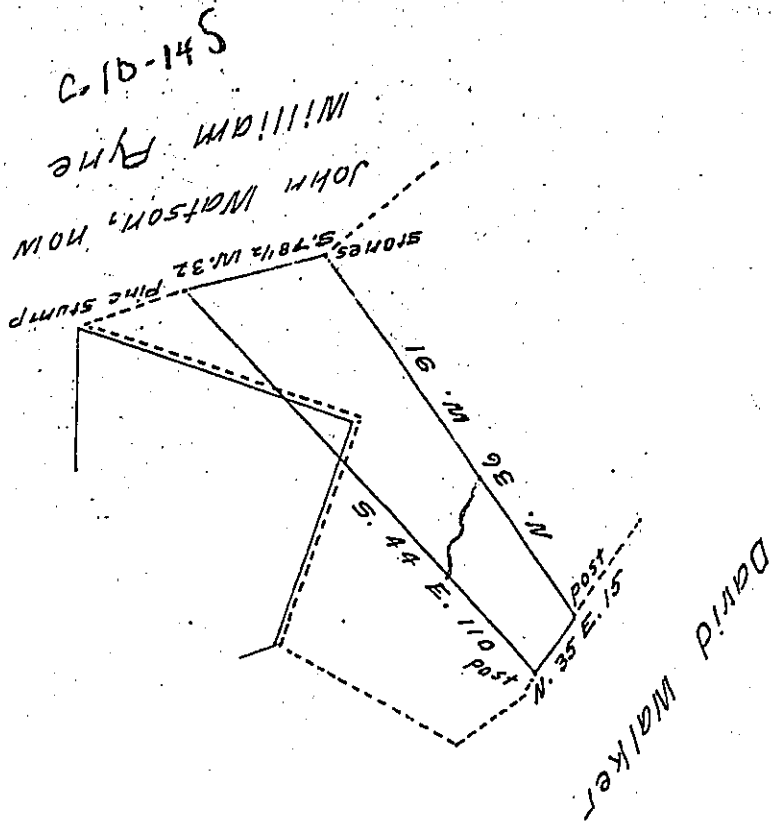 C.10-145
William Pyne
John Watson, now
Pine Stump
S.78½ W.32
stones
N. 36 W. 91
S. 44 E. 110
post
post
N. 35 E. 15
David Walker